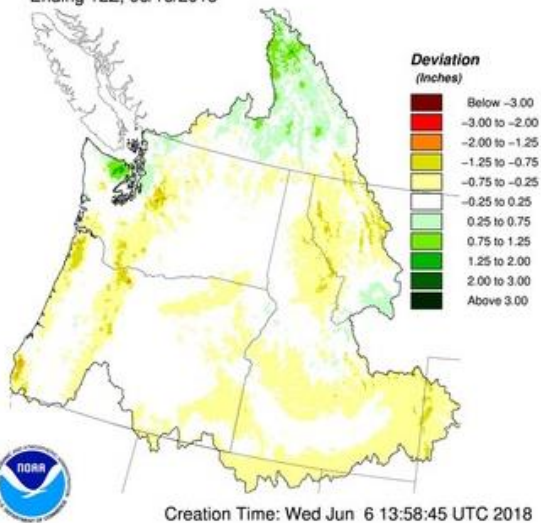 Deviation
(Inches)
Below -3.00
-3.00 to -2.00
-2.00 to -1.25
-1.25 to -0.75
-0.75 to -0.25
-0.25 to 0.25
0.25 to 0.75
0.75 to 1.25
1.25 to 2.00
2.00 to 3.00
Above 3.00
NOAA
Creation Time: Wed Jun 6 13:58:45 UTC 2018